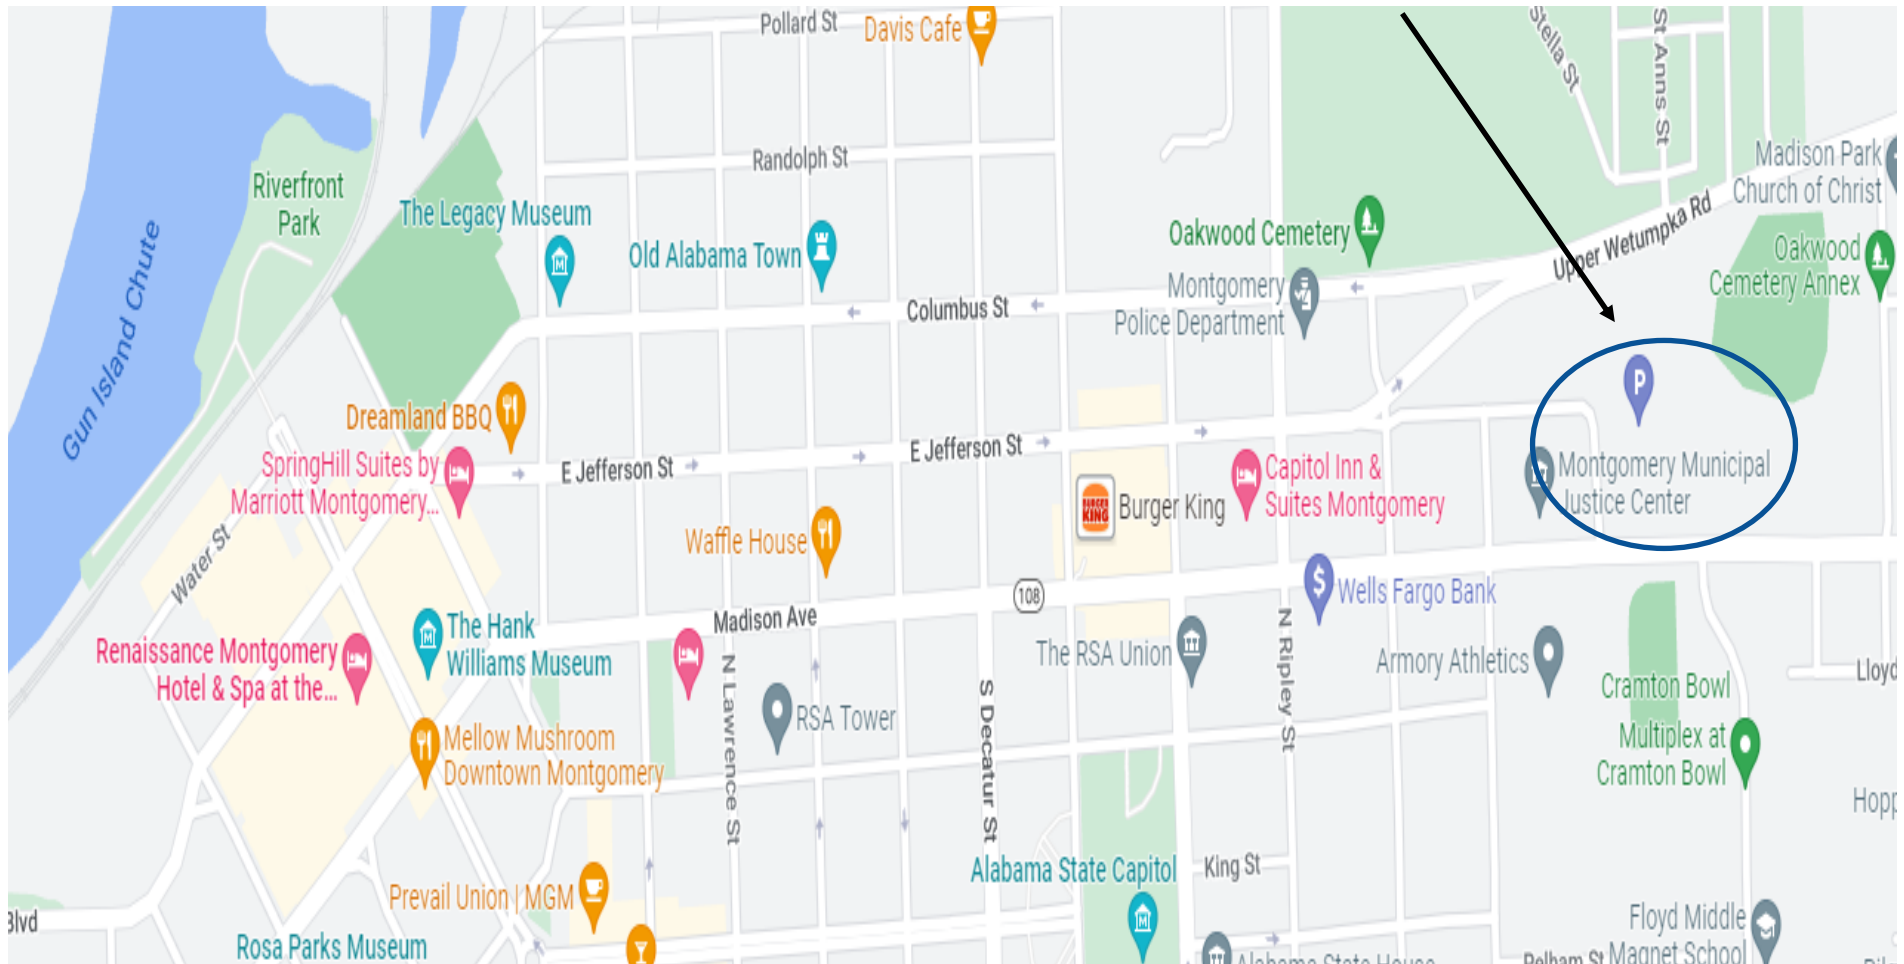 Pollard St
Davis Cafe
Stella St
St Anns St
Randolph St
Madison Park
Church of Christ
Riverfront
Park
The Legacy Museum
Old Alabama Town
Oakwood Cemetery
Upper Wetumpka Rd
Oakwood
Cemetery Annex
Gun Island Chute
Columbus St
Montgomery
Police Department
P
Dreamland BBQ
E Jefferson St
E Jefferson St
SpringHill Suites by
Marriott Montgomery...
Capitol Inn &
Suites Montgomery
Montgomery Municipal
Justice Center
BURGER
KING
Burger King
Waffle House
Water St
108
Wells Fargo Bank
Madison Ave
The Hank
Williams Museum
Renaissance Montgomery
Hotel & Spa at the...
The RSA Union
N Ripley St
Armory Athletics
Lloyd
Cramton Bowl
N Lawrence St
RSA Tower
S Decatur St
Mellow Mushroom
Downtown Montgomery
Multiplex at
Cramton Bowl
Hopp
Alabama State Capitol
King St
Prevail Union | MGM
Blvd
Floyd Middle
Magnet School
Rosa Parks Museum
Alabama State House
Pelham St